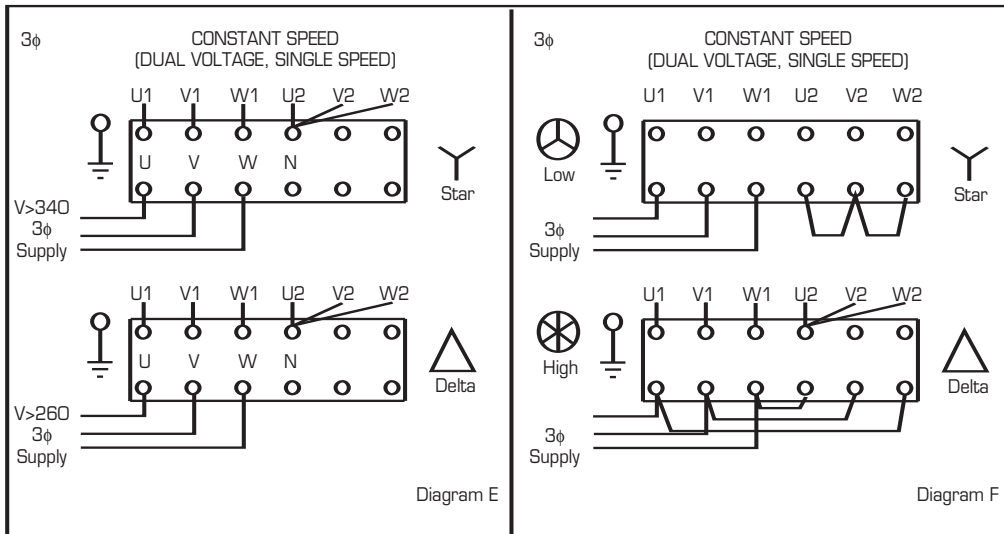 3ϕ
CONSTANT SPEED
(DUAL VOLTAGE, SINGLE SPEED)
U1 V1 W1 U2 V2 W2
U V W N
Star
V>340
3ϕ
Supply
U1 V1 W1 U2 V2 W2
U V W N
Delta
V>260
3ϕ
Supply
Diagram E
3ϕ
CONSTANT SPEED
(DUAL VOLTAGE, SINGLE SPEED)
U1 V1 W1 U2 V2 W2
Low
Star
3ϕ
Supply
U1 V1 W1 U2 V2 W2
High
Delta
3ϕ
Supply
Diagram F